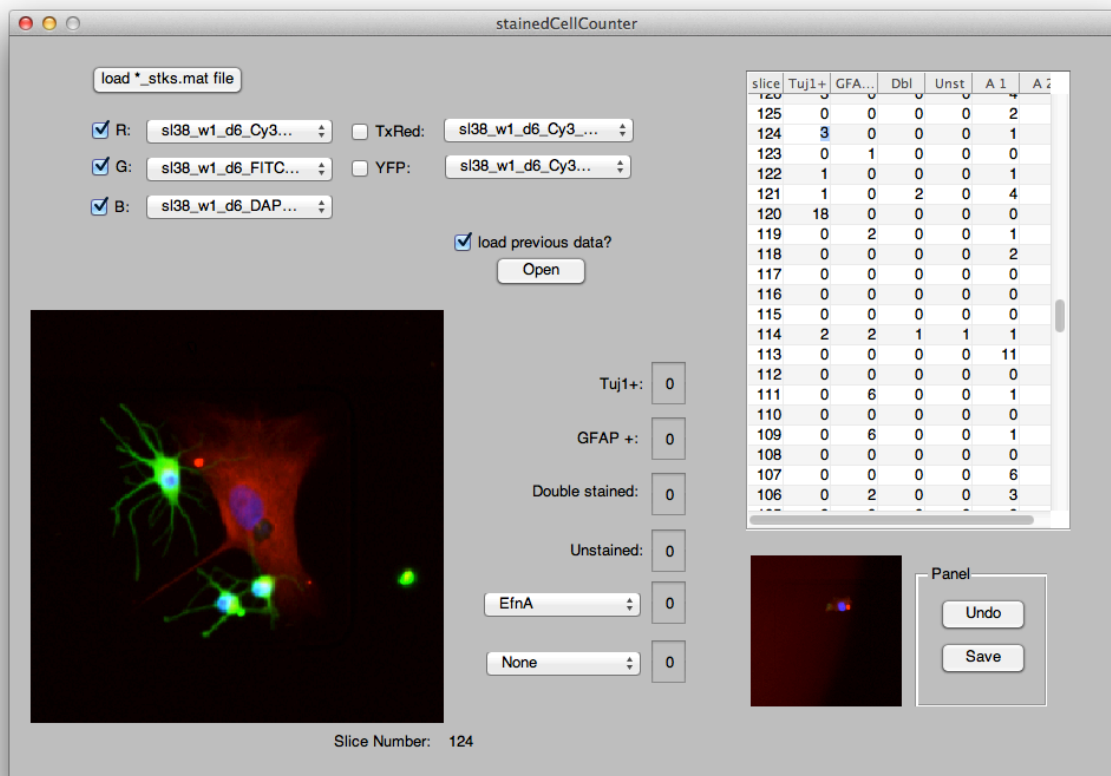 stainedCellCounter
load *_stks.mat file
R: sl38_w1_d6_Cy3... TxRed: sl38_w1_d6_Cy3_...
G: sl38_w1_d6_FITC... YFP: sl38_w1_d6_Cy3...
B: sl38_w1_d6_DAP...
load previous data?
Open
Tuj1+: 0
GFAP +: 0
Double stained: 0
Unstained: 0
EfnA 0
None 0
Slice Number: 124
slice Tuj1+ GFA... Dbl Unst A 1 A 2
125 0 0 0 0 2
124 3 0 0 0 1
123 0 1 0 0 0
122 1 0 0 0 1
121 1 0 2 0 4
120 18 0 0 0 0
119 0 2 0 0 1
118 0 0 0 0 2
117 0 0 0 0 0
116 0 0 0 0 0
115 0 0 0 0 0
114 2 2 1 1 1
113 0 0 0 0 11
112 0 0 0 0 0
111 0 6 0 0 1
110 0 0 0 0 0
109 0 6 0 0 1
108 0 0 0 0 0
107 0 0 0 0 6
106 0 2 0 0 3
Panel
Undo
Save